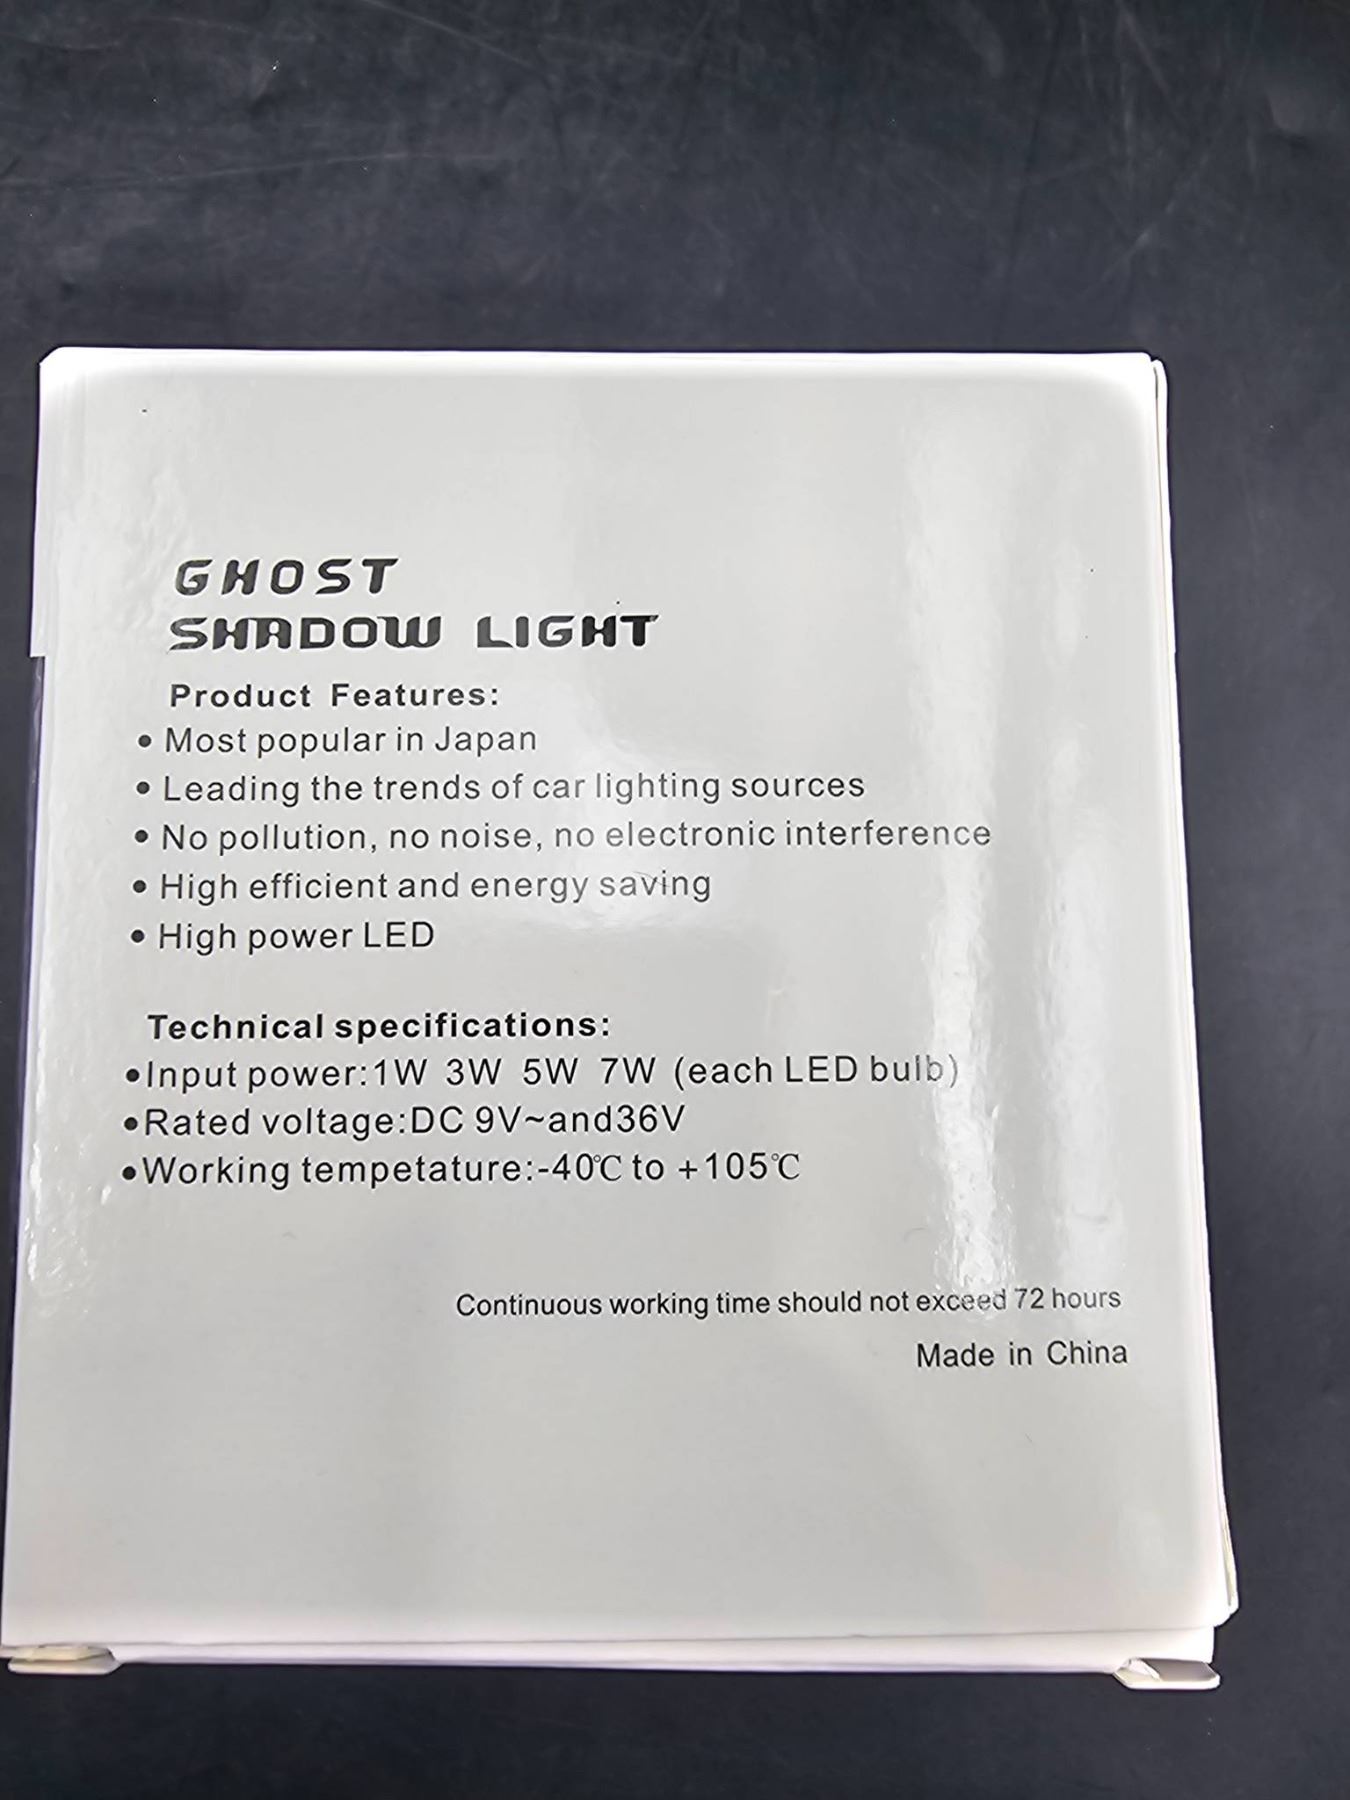 GHOST
SHADOW LIGHT
Product Features:
• Most popular in Japan
• Leading the trends of car lighting sources
• No pollution, no noise, no electronic interference
• High efficient and energy saving
• High power LED
Technical specifications:
•Input power:1W 3W 5W 7W (each LED bulb)
•Rated voltage:DC 9V~and36V
•Working tempetature:-40℃ to +105℃
Continuous working time should not exceed 72 hours
Made in China